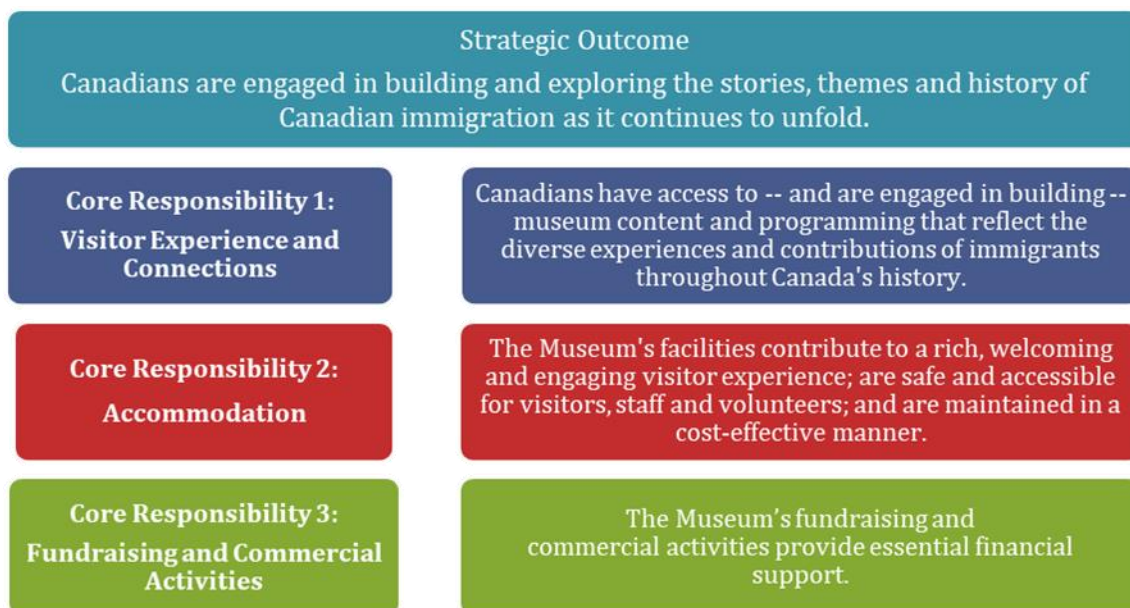 Strategic Outcome
Canadians are engaged in building and exploring the stories, themes and history of
Canadian immigration as it continues to unfold.
Core Responsibility 1:
Visitor Experience and
Connections
Canadians have access to -- and are engaged in building --
museum content and programming that reflect the
diverse experiences and contributions of immigrants
throughout Canada's history.
Core Responsibility 2:
Accommodation
The Museum's facilities contribute to a rich, welcoming
and engaging visitor experience; are safe and accessible
for visitors, staff and volunteers; and are maintained in a
cost-effective manner.
Core Responsibility 3:
Fundraising and Commercial
Activities
The Museum’s fundraising and
commercial activities provide essential financial
support.